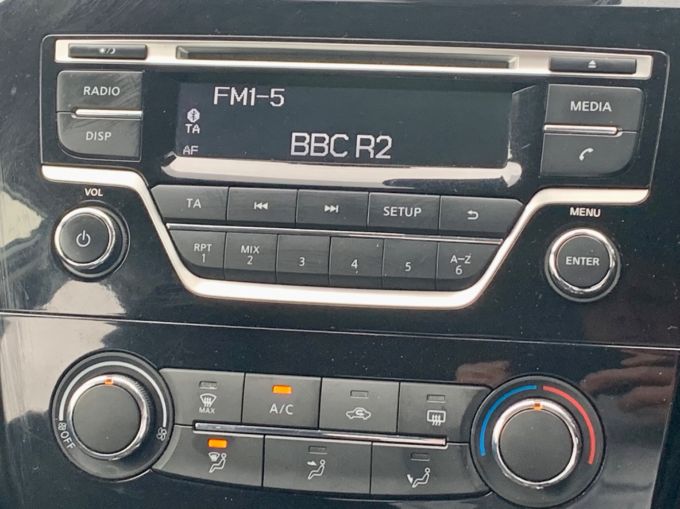 RADIO
DISP
FM1-5
TA
AF
BBC R2
MEDIA
VOL
TA
SETUP
MENU
RPT
1
MIX
2
3
4
5
A-Z
6
ENTER
MAX
A/C
OFF